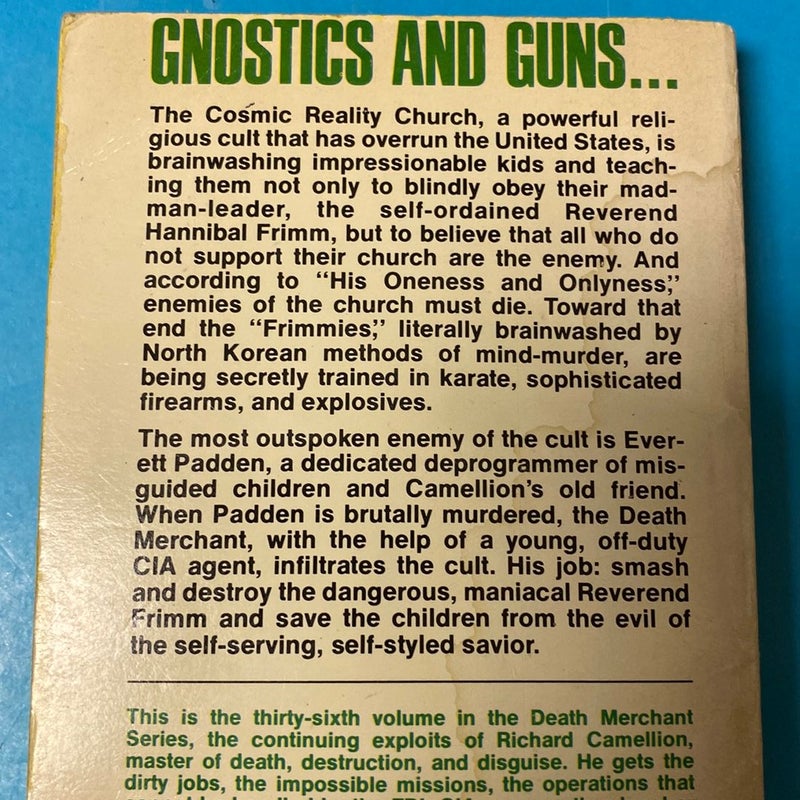 GNOSTICS AND GUNS...
The Cosmic Reality Church, a powerful reli-
gious cult that has overrun the United States, is
brainwashing impressionable kids and teach-
ing them not only to blindly obey their mad-
man-leader, the self-ordained Reverend
Hannibal Frimm, but to believe that all who do
not support their church are the enemy. And
according to “His Oneness and Onlyness,”
enemies of the church must die. Toward that
end the “Frimmies,” literally brainwashed by
North Korean methods of mind-murder, are
being secretly trained in karate, sophisticated
firearms, and explosives.
The most outspoken enemy of the cult is Ever-
ett Padden, a dedicated deprogrammer of mis-
guided children and Camellion's old friend.
When Padden is brutally murdered, the Death
Merchant, with the help of a young, off-duty
CIA agent, infiltrates the cult. His job: smash
and destroy the dangerous, maniacal Reverend
Frimm and save the children from the evil of
the self-serving, self-styled savior.
This is the thirty-sixth volume in the Death Merchant
Series, the continuing exploits of Richard Camellion,
master of death, destruction, and disguise. He gets the
dirty jobs, the impossible missions, the operations that